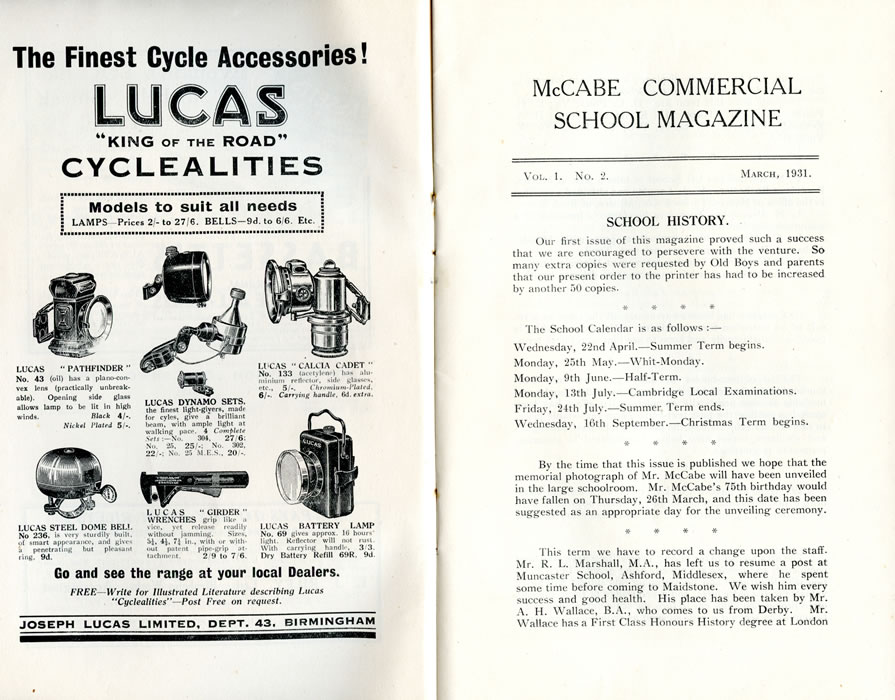 The Finest Cycle Accessories!
LUCAS
"KING OF THE ROAD"
CYCLEALITIES
Models to suit all needs
LAMPS—Prices 2/- to 27/6. BELLS—9d. to 6/6. Etc.
LUCAS "PATHFINDER"
No. 43 (oil) has a plano-con-
vex lens (practically unbreak-
able). Opening side glass
allows lamp to be lit in high
winds. Black 4/-.
Nickel Plated 5/-.
LUCAS DYNAMO SETS,
the finest light-givers, made
for cyles, give a brilliant
beam, with ample light at
walking pace. 4 Complete
Sets:—No. 304, 27/6;
No. 25, 25/-; No. 302,
22/-; No. 25 M.E.S., 20/-.
LUCAS "CALCIA CADET"
No. 133 (acetylene) has alu-
minium reflector, side glasses,
etc., 5/-. Chromium-Plated,
6/-. Carrying handle, 6d. extra.
LUCAS STEEL DOME BELL
No 236, is very sturdily built,
of smart appearance, and gives
a penetrating but pleasant
ring. 9d.
LUCAS "GIRDER"
WRENCHES grip like a
vice, yet release readily
without jamming. Sizes,
3¾, 4¾, 7¼ in., with or with-
out patent pipe-grip at-
tachment. 2/9 to 7/6.
LUCAS
LUCAS BATTERY LAMP
No. 69 gives approx. 16 hours'
light. Reflector will not rust.
With carrying handle, 3/3.
Dry Battery Refill 69R, 9d.
Go and see the range at your local Dealers.
FREE—Write for Illustrated Literature describing Lucas
"Cyclealities"—Post Free on request.
JOSEPH LUCAS LIMITED, DEPT. 43, BIRMINGHAM
McCABE COMMERCIAL
SCHOOL MAGAZINE
VOL. 1. No. 2. MARCH, 1931.
SCHOOL HISTORY.
Our first issue of this magazine proved such a success
that we are encouraged to persevere with the venture. So
many extra copies were requested by Old Boys and parents
that our present order to the printer has had to be increased
by another 50 copies.
* * * *
The School Calendar is as follows :—
Wednesday, 22nd April.—Summer Term begins.
Monday, 25th May.—Whit-Monday.
Monday, 9th June.—Half-Term.
Monday, 13th July.—Cambridge Local Examinations.
Friday, 24th July.—Summer Term ends.
Wednesday, 16th September.—Christmas Term begins.
* * * *
By the time that this issue is published we hope that the
memorial photograph of Mr. McCabe will have been unveiled
in the large schoolroom. Mr. McCabe's 75th birthday would
have fallen on Thursday, 26th March, and this date has been
suggested as an appropriate day for the unveiling ceremony.
* * * *
This term we have to record a change upon the staff.
Mr. R. L. Marshall, M.A., has left us to resume a post at
Muncaster School, Ashford, Middlesex, where he spent
some time before coming to Maidstone. We wish him every
success and good health. His place has been taken by Mr.
A. H. Wallace, B.A., who comes to us from Derby. Mr.
Wallace has a First Class Honours History degree at London